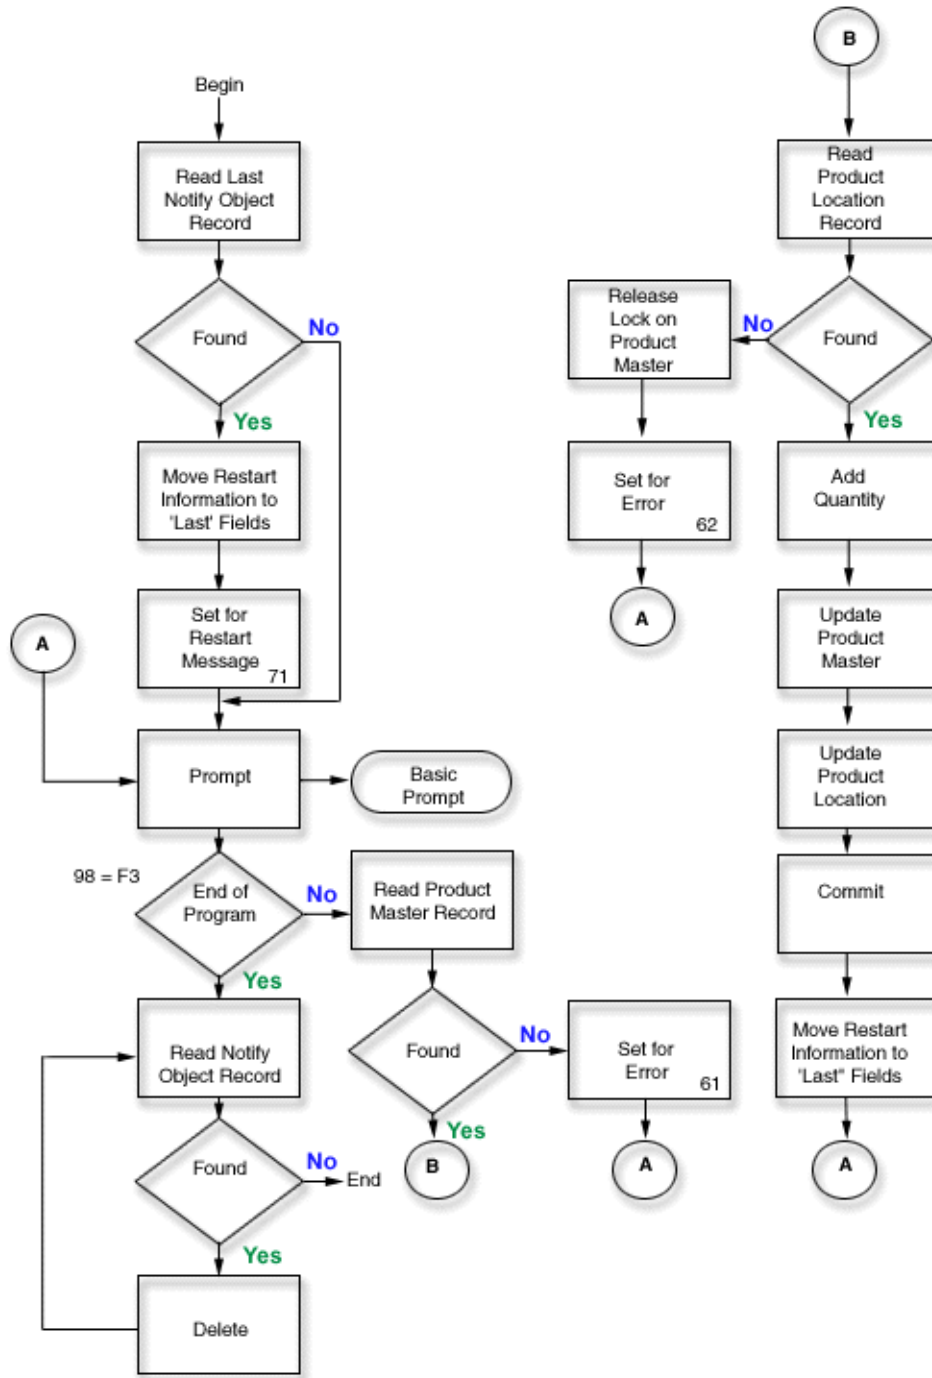 Begin
Read Last
Notify Object
Record
Found
No
Yes
Move Restart
Information to
'Last' Fields
Set for
Restart
Message
71
A
Prompt
Basic
Prompt
98 = F3
End of
Program
No
Yes
Read Product
Master Record
Found
No
Yes
B
Set for
Error
61
A
Read Notify
Object Record
Found
No
End
Yes
Delete
B
Read
Product
Location
Record
Found
No
Yes
Release
Lock on
Product
Master
Set for
Error
62
A
Add
Quantity
Update
Product
Master
Update
Product
Location
Commit
Move Restart
Information to
'Last" Fields
A